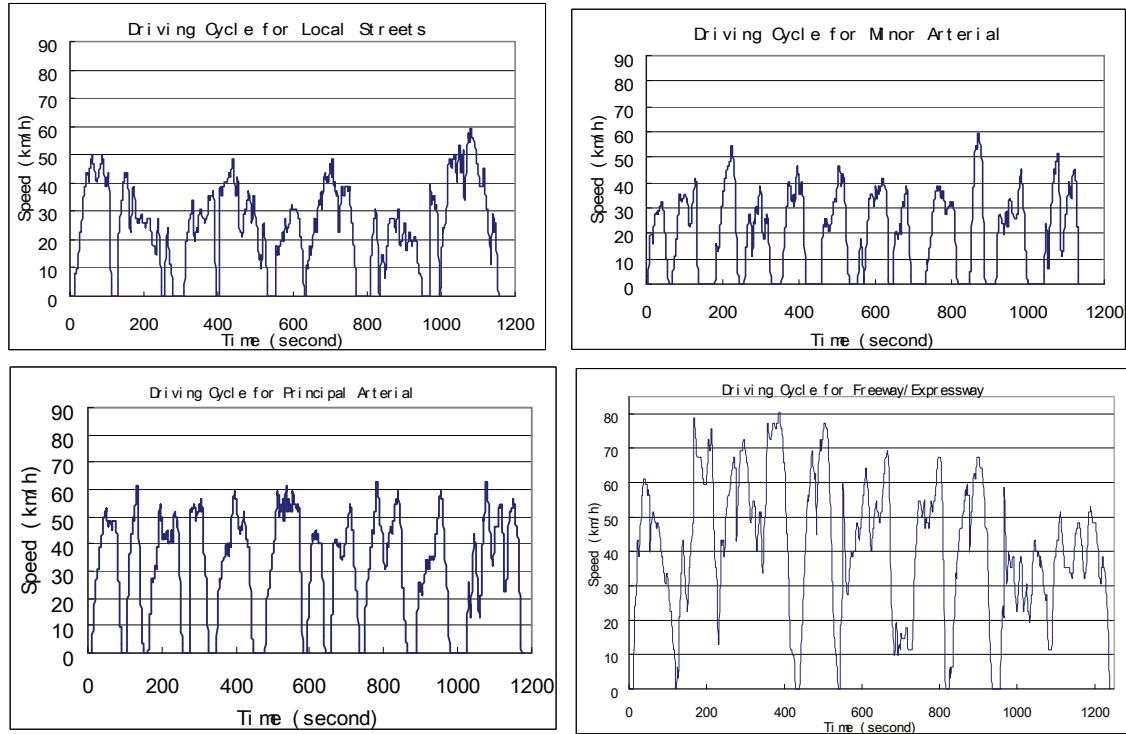 Driving Cycle for Local Streets
90
80
70
60
50
40
30
20
10
0
Speed (km/h)
0 200 400 600 800 1000 1200
Time (second)
Driving Cycle for Minor Arterial
90
80
70
60
50
40
30
20
10
0
Speed (km/h)
0 200 400 600 800 1000 1200
Time (second)
Driving Cycle for Principal Arterial
90
80
70
60
50
40
30
20
10
0
Speed (km/h)
0 200 400 600 800 1000 1200
Time (second)
Driving Cycle for Freeway/Expressway
80
70
60
50
40
30
20
10
0
Speed (km/h)
0 200 400 600 800 1000 1200
Time (second)